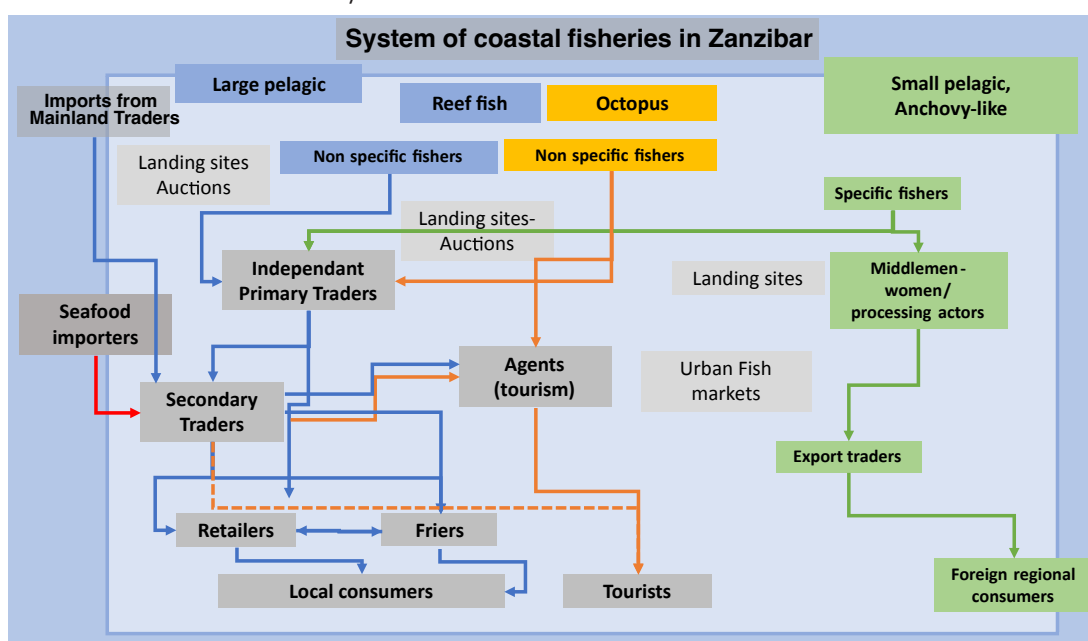 System of coastal fisheries in Zanzibar
Large pelagic
Imports from
Mainland Traders
Reef fish
Octopus
Small pelagic,
Anchovy-like
Landing sites
Auctions
Non specific fishers
Non specific fishers
Specific fishers
Landing sites-
Auctions
Independant
Primary Traders
Landing sites
Middlemen-
women/
processing actors
Seafood
importers
Agents
(tourism)
Urban Fish
markets
Secondary
Traders
Export traders
Retailers
Friers
Local consumers
Tourists
Foreign regional
consumers